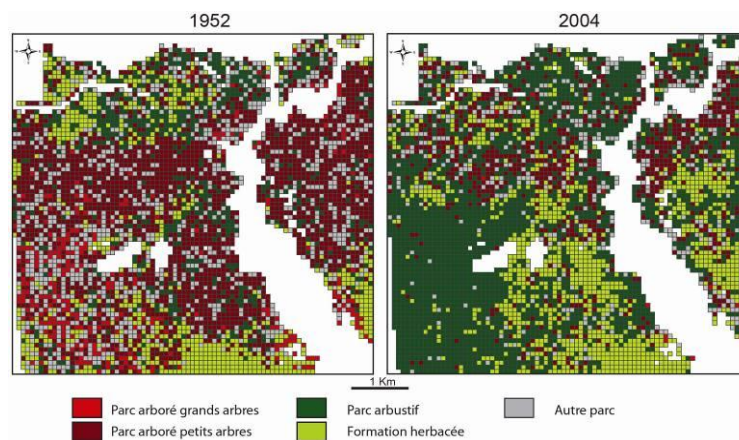 1952
2004
1 Km
Parc arboré grands arbres
Parc arbustif
Autre parc
Parc arboré petits arbres
Formation herbacée